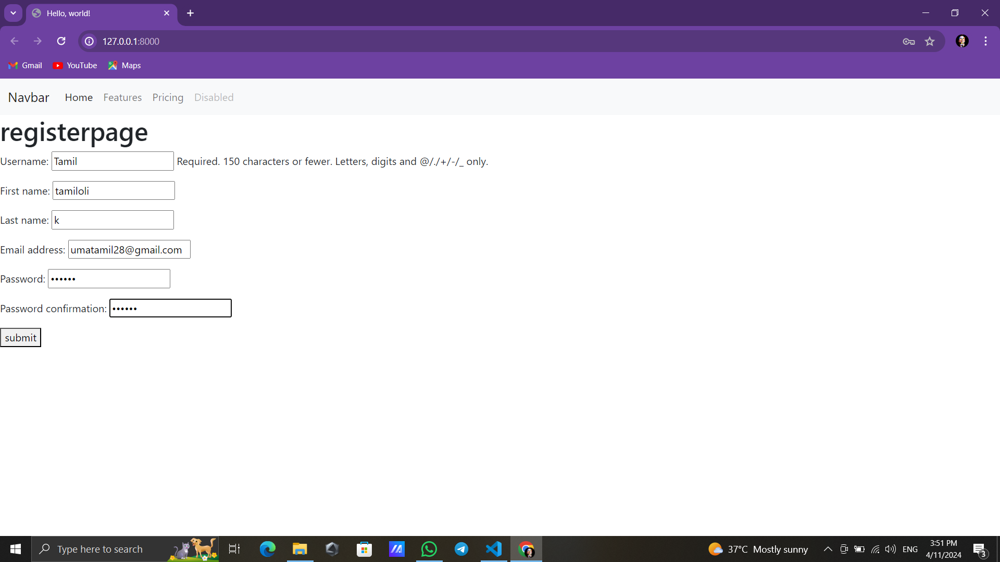 Hello, world!
127.0.0.1:8000
Gmail YouTube Maps
Navbar Home Features Pricing Disabled
registerpage
Username: Tamil Required. 150 characters or fewer. Letters, digits and @/./+/-/_ only.
First name: tamiloli
Last name: k
Email address: umatamil28@gmail.com
Password: ••••••
Password confirmation: ••••••
submit
Type here to search 37°C Mostly sunny ENG 3:51 PM
4/11/2024 3